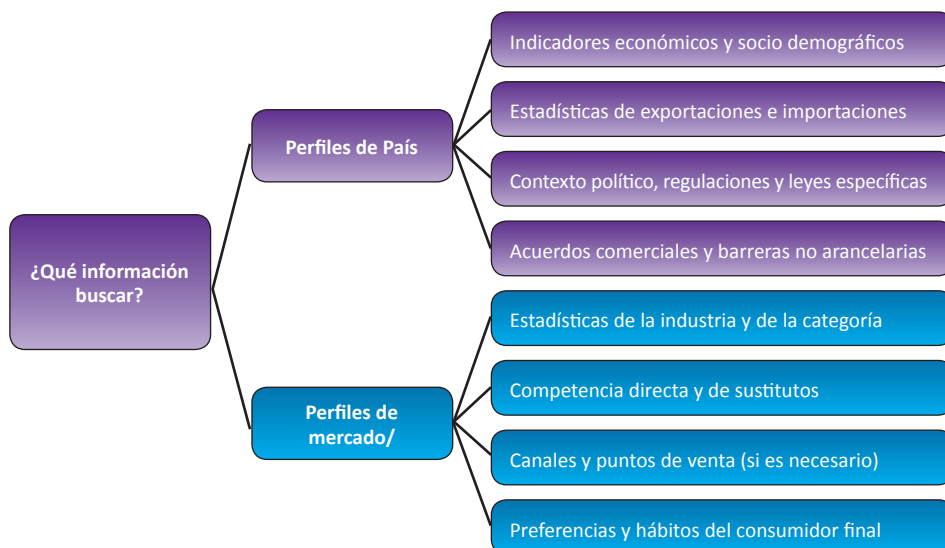 ¿Qué información
buscar?
Perfiles de País
Indicadores económicos y socio demográficos
Estadísticas de exportaciones e importaciones
Contexto político, regulaciones y leyes específicas
Acuerdos comerciales y barreras no arancelarias
Perfiles de
mercado/
Estadísticas de la industria y de la categoría
Competencia directa y de sustitutos
Canales y puntos de venta (si es necesario)
Preferencias y hábitos del consumidor final